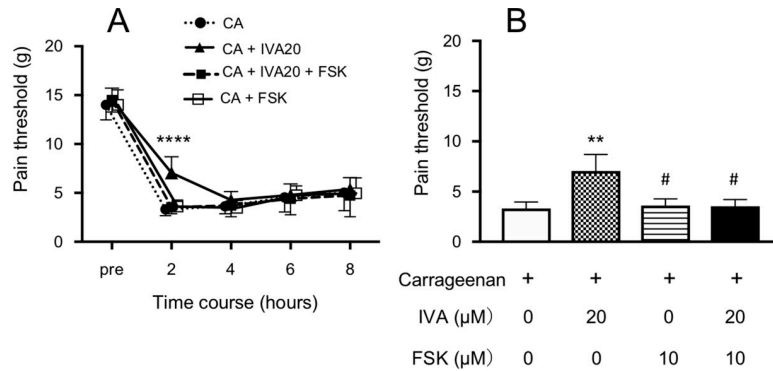 A
B
CA
CA + IVA20
CA + IVA20 + FSK
CA + FSK
Pain threshold (g)
20
15
10
5
0
****
pre 2 4 6 8
Time course (hours)
Pain threshold (g)
20
15
10
5
0
**
# #
Carrageenan + + + +
IVA (μM) 0 20 0 20
FSK (μM) 0 0 10 10